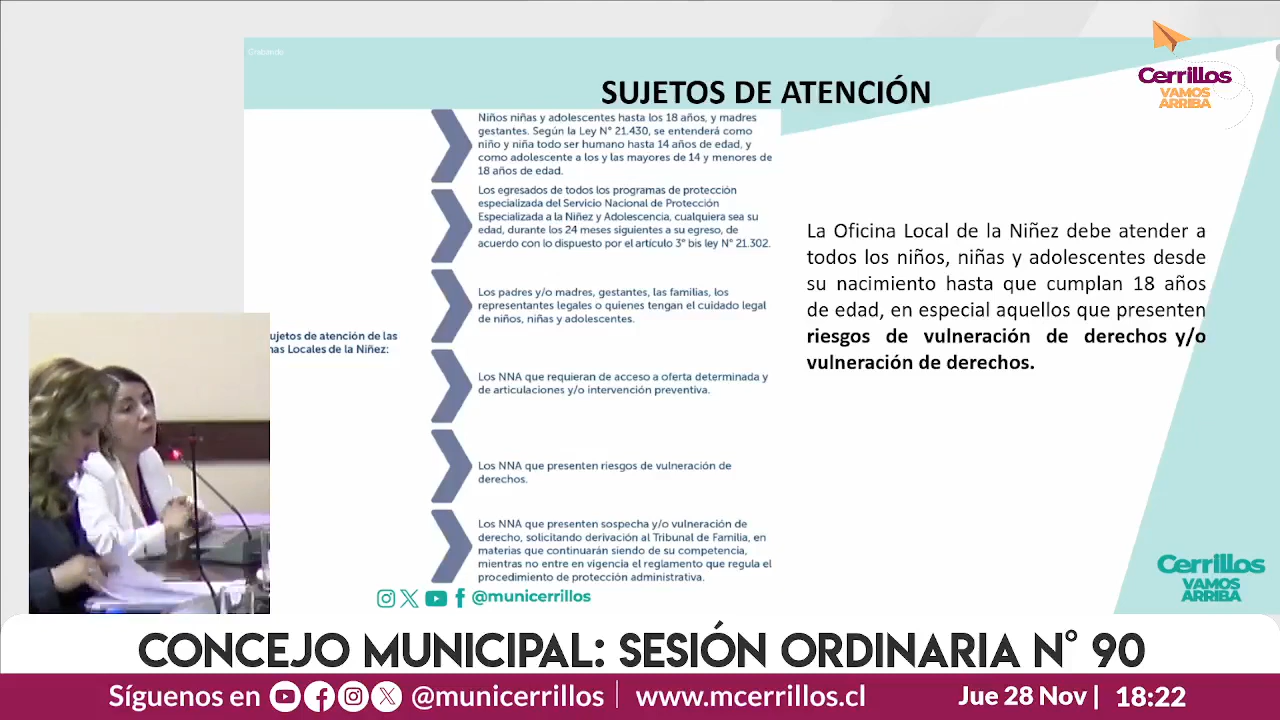 Grabando
Cerrillos
VAMOS
ARRIBA
SUJETOS DE ATENCIÓN
Niños niñas y adolescentes hasta los 18 años, y madres
gestantes. Según la Ley N° 21.430, se entenderá como
niño y niña todo ser humano hasta 14 años de edad, y
como adolescente a los y las mayores de 14 y menores de
18 años de edad.
Los egresados de todos los programas de protección
especializada del Servicio Nacional de Protección
Especializada a la Niñez y Adolescencia, cualquiera sea su
edad, durante los 24 meses siguientes a su egreso, de
acuerdo con lo dispuesto por el artículo 3° bis ley N° 21.302.
Los padres y/o madres, gestantes, las familias, los
representantes legales o quienes tengan el cuidado legal
de niños, niñas y adolescentes.
ujetos de atención de las
nas Locales de la Niñez:
Los NNA que requieran de acceso a oferta determinada y
de articulaciones y/o intervención preventiva.
Los NNA que presenten riesgos de vulneración de
derechos.
Los NNA que presenten sospecha y/o vulneración de
derecho, solicitando derivación al Tribunal de Familia, en
materias que continuarán siendo de su competencia,
mientras no entre en vigencia el reglamento que regula el
procedimiento de protección administrativa.
La Oficina Local de la Niñez debe atender a
todos los niños, niñas y adolescentes desde
su nacimiento hasta que cumplan 18 años
de edad, en especial aquellos que presenten
riesgos de vulneración de derechos y/o
vulneración de derechos.
@municerrillos
Cerrillos
VAMOS
ARRIBA
CONCEJO MUNICIPAL: SESIÓN ORDINARIA N° 90
Síguenos en @municerrillos | www.mcerrillos.cl
Jue 28 Nov | 18:22